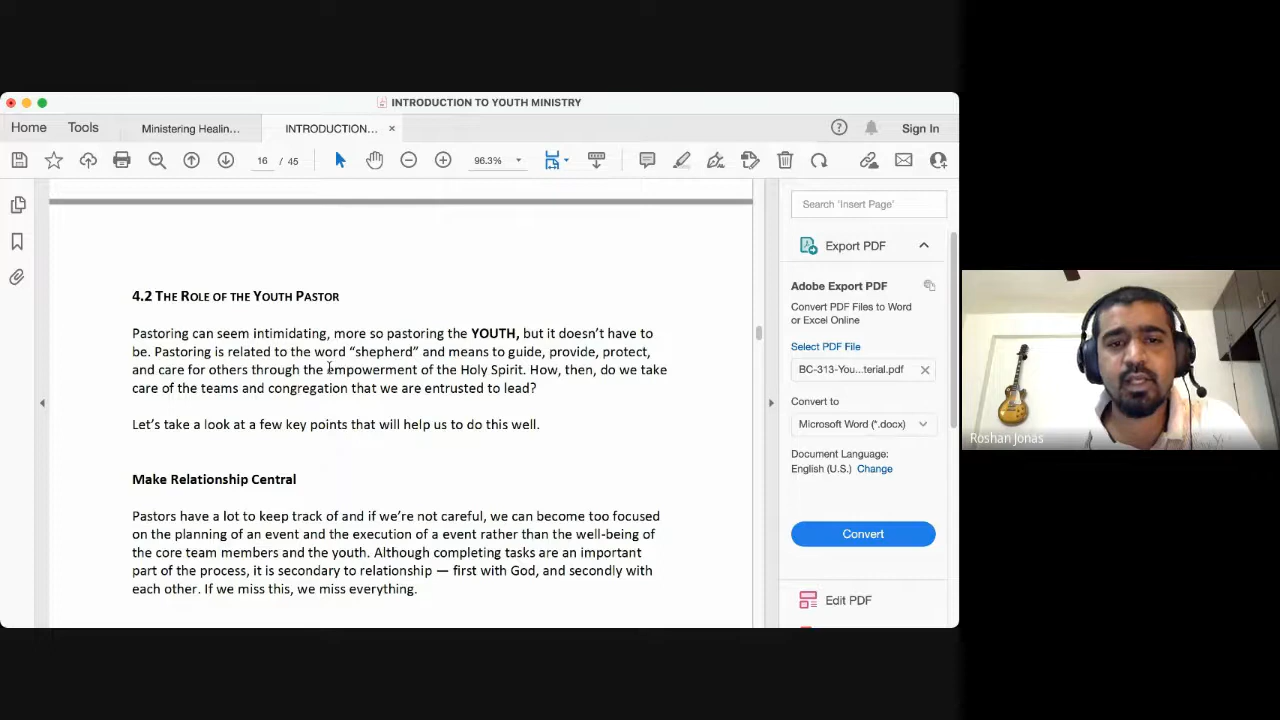 INTRODUCTION TO YOUTH MINISTRY
Home
Tools
Ministering Healin...
INTRODUCTION... ×
Sign In
16 / 45
96.3%
4.2 THE ROLE OF THE YOUTH PASTOR
Pastoring can seem intimidating, more so pastoring the YOUTH, but it doesn’t have to
be. Pastoring is related to the word “shepherd” and means to guide, provide, protect,
and care for others through the empowerment of the Holy Spirit. How, then, do we take
care of the teams and congregation that we are entrusted to lead?
Let’s take a look at a few key points that will help us to do this well.
Make Relationship Central
Pastors have a lot to keep track of and if we’re not careful, we can become too focused
on the planning of an event and the execution of a event rather than the well-being of
the core team members and the youth. Although completing tasks are an important
part of the process, it is secondary to relationship — first with God, and secondly with
each other. If we miss this, we miss everything.
Search 'Insert Page'
Export PDF
Adobe Export PDF
Convert PDF Files to Word
or Excel Online
Select PDF File
BC-313-You...terial.pdf
Convert to
Microsoft Word (*.docx)
Document Language:
English (U.S.) Change
Convert
Edit PDF
Roshan Jonas